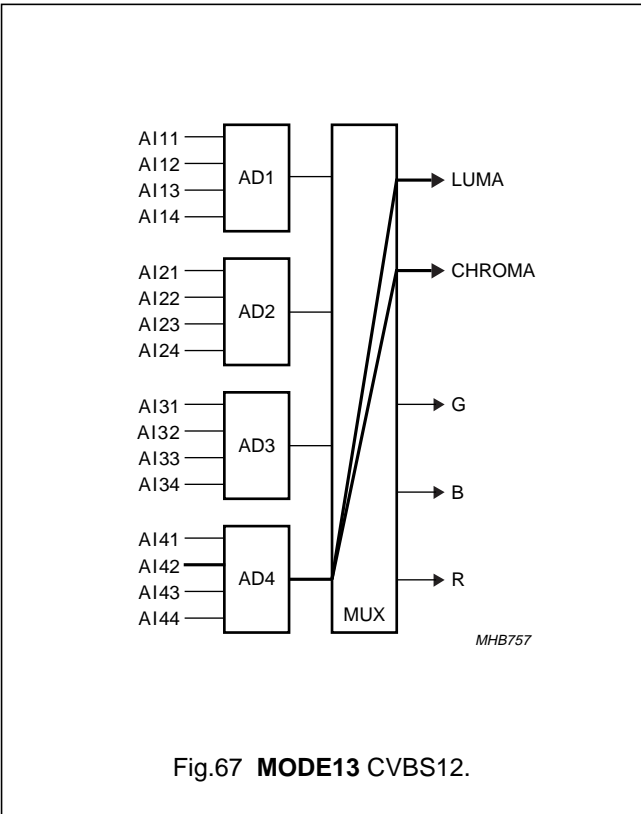 AI11
AI12
AI13
AI14
AD1
LUMA
CHROMA
AI21
AI22
AI23
AI24
AD2
AI31
AI32
AI33
AI34
AD3
G
B
AI41
AI42
AI43
AI44
AD4
R
MUX
MHB757
Fig.67 MODE13 CVBS12.